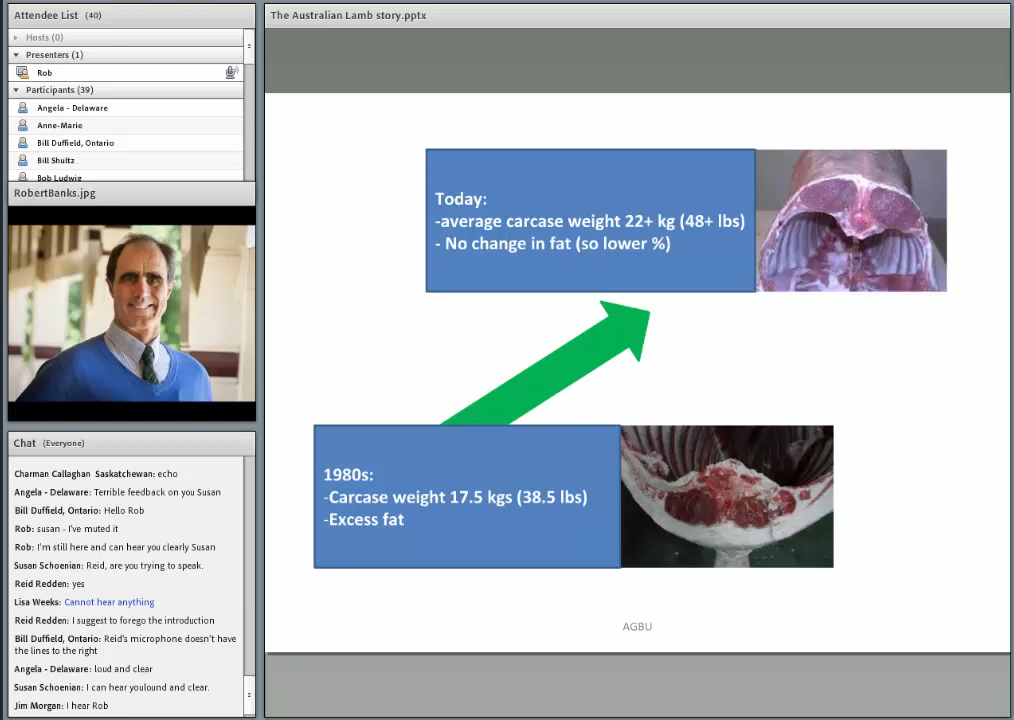 Attendee List (40)
Hosts (0)
Presenters (1)
Rob
Participants (39)
Angela - Delaware
Anne-Marie
Bill Duffield, Ontario
Bill Shultz
Bob Ludwig
RobertBanks.jpg
Chat (Everyone)
Charman Callaghan Saskatchewan: echo
Angela - Delaware: Terrible feedback on you Susan
Bill Duffield, Ontario: Hello Rob
Rob: susan - I've muted it
Rob: I'm still here and can hear you clearly Susan
Susan Schoenian: Reid, are you trying to speak.
Reid Redden: yes
Lisa Weeks: Cannot hear anything
Reid Redden: I suggest to forego the introduction
Bill Duffield, Ontario: Reid's microphone doesn't have
the lines to the right
Angela - Delaware: loud and clear
Susan Schoenian: I can hear youlound and clear.
Jim Morgan: I hear Rob
The Australian Lamb story.pptx
Today:
-average carcase weight 22+ kg (48+ lbs)
- No change in fat (so lower %)
1980s:
-Carcase weight 17.5 kgs (38.5 lbs)
-Excess fat
AGBU